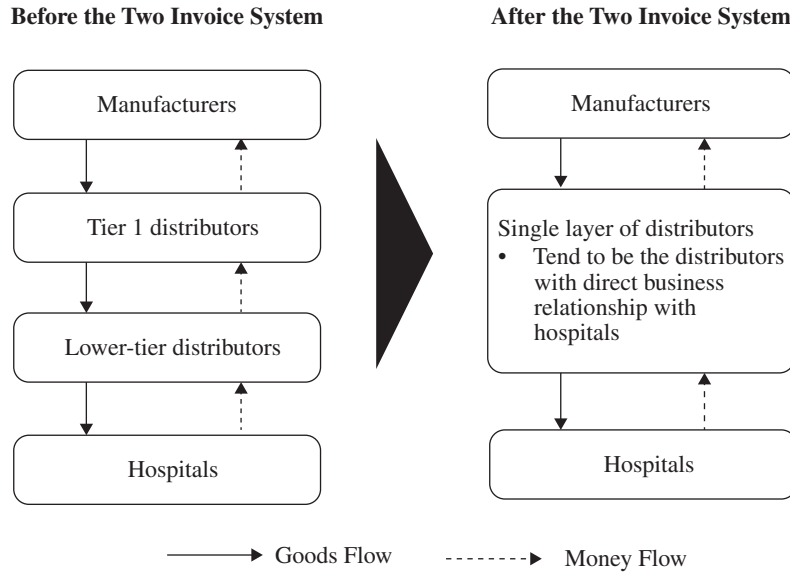 Before the Two Invoice System
Manufacturers
Tier 1 distributors
Lower-tier distributors
Hospitals
After the Two Invoice System
Manufacturers
Single layer of distributors
• Tend to be the distributors
with direct business
relationship with
hospitals
Hospitals
Goods Flow
Money Flow